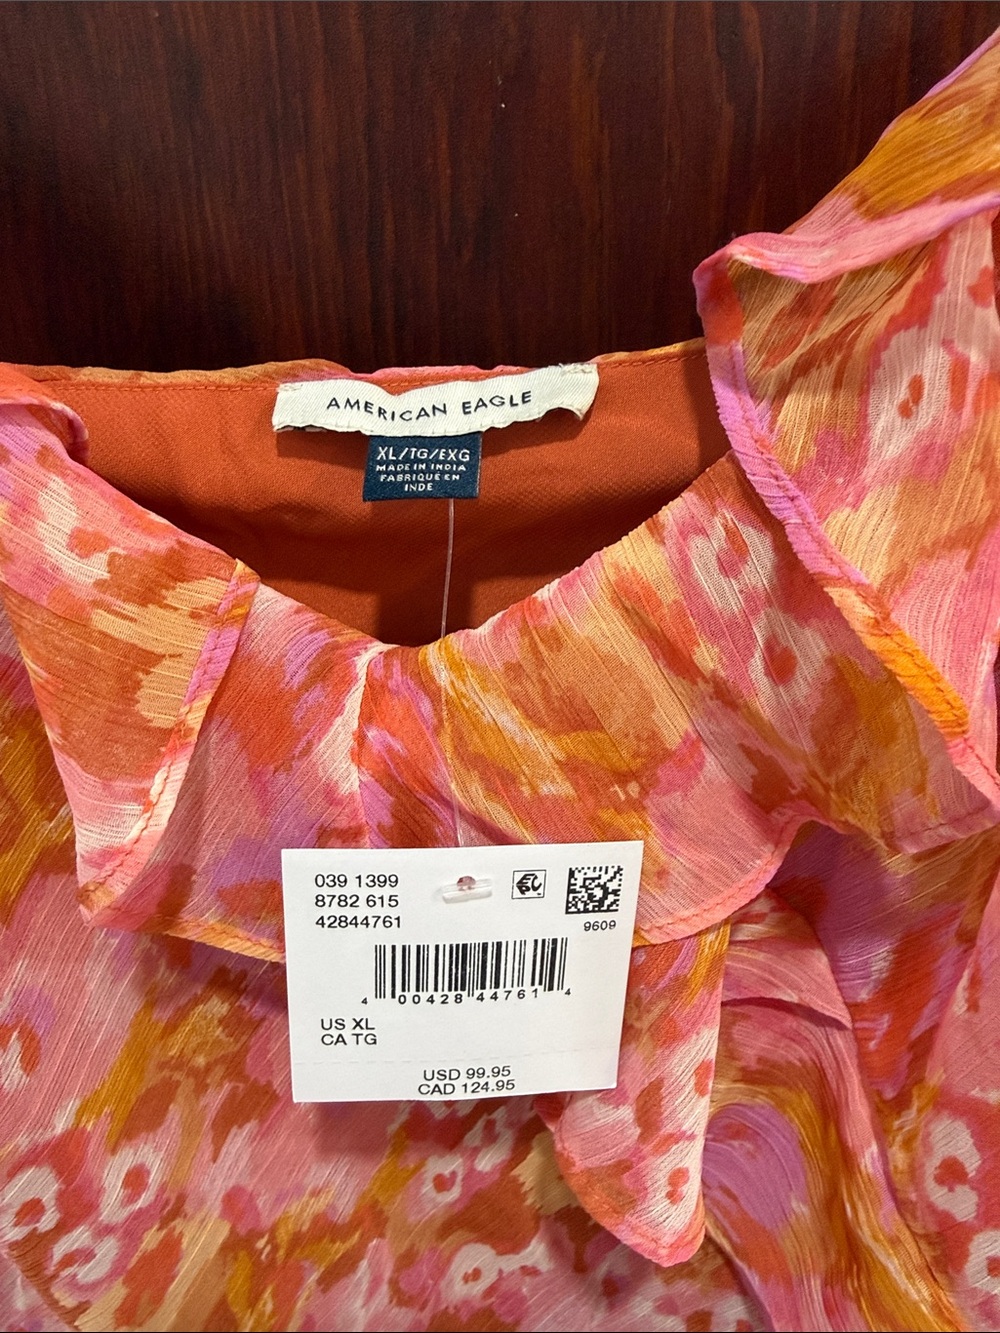 AMERICAN EAGLE
XL/TG/EXG
MADE IN INDIA
FABRIQUÉ EN
INDE
039 1399
8782 615
42844761
9609
4 00428 44761 4
US XL
CA TG
USD 99.95
CAD 124.95